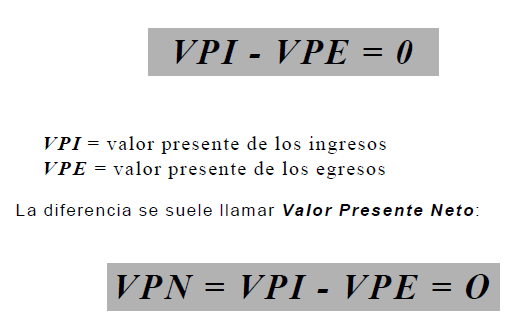 VPI - VPE = 0
VPI = valor presente de los ingresos
VPE = valor presente de los egresos
La diferencia se suele llamar Valor Presente Neto:
VPN = VPI - VPE = O